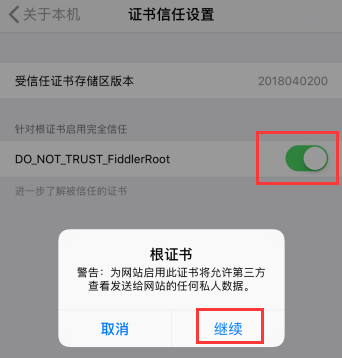 关于本机
证书信任设置
受信任证书存储区版本 2018040200
针对根证书启用完全信任
DO_NOT_TRUST_FiddlerRoot
进一步了解被信任的证书
根证书
警告：为网站启用此证书将允许第三方
查看发送给网站的任何私人数据。
取消 继续